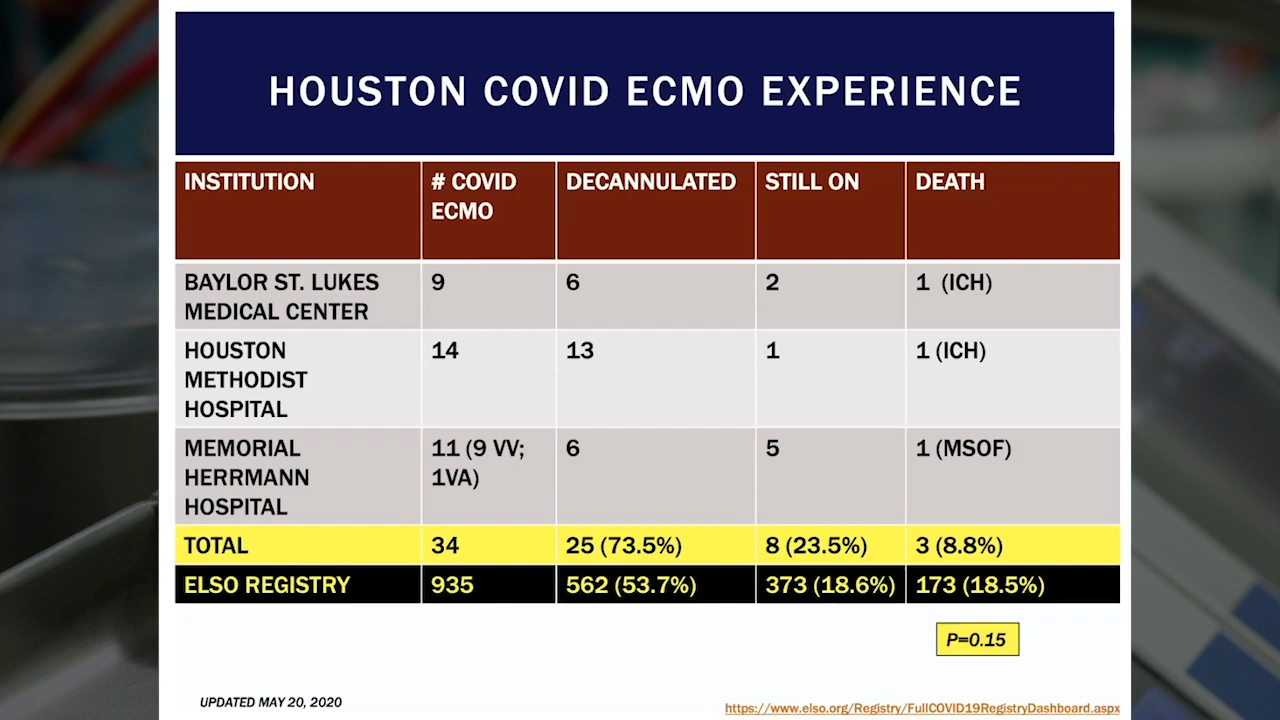 HOUSTON COVID ECMO EXPERIENCE
INSTITUTION
# COVID
ECMO
DECANNULATED
STILL ON
DEATH
BAYLOR ST. LUKES
MEDICAL CENTER
9
6
2
1 (ICH)
HOUSTON
METHODIST
HOSPITAL
14
13
1
1 (ICH)
MEMORIAL
HERRMANN
HOSPITAL
11 (9 VV;
1VA)
6
5
1 (MSOF)
TOTAL
34
25 (73.5%)
8 (23.5%)
3 (8.8%)
ELSO REGISTRY
935
562 (53.7%)
373 (18.6%)
173 (18.5%)
P=0.15
UPDATED MAY 20, 2020
https://www.elso.org/Registry/FullCOVID19RegistryDashboard.aspx